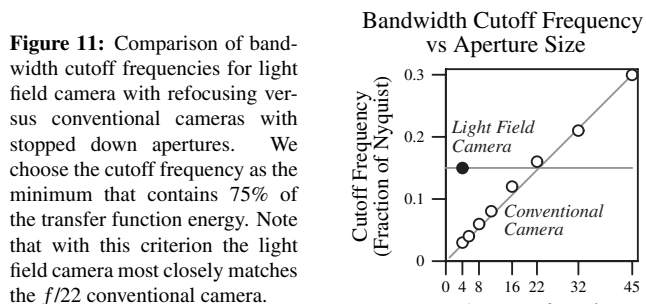 Figure 11: Comparison of band-
width cutoff frequencies for light
field camera with refocusing ver-
sus conventional cameras with
stopped down apertures. We
choose the cutoff frequency as the
minimum that contains 75% of
the transfer function energy. Note
that with this criterion the light
field camera most closely matches
the ƒ/22 conventional camera.
Bandwidth Cutoff Frequency
vs Aperture Size
Cutoff Frequency
(Fraction of Nyquist)
0.3
0.2
0.1
0
Light Field
Camera
Conventional
Camera
0 4 8 16 22 32 45